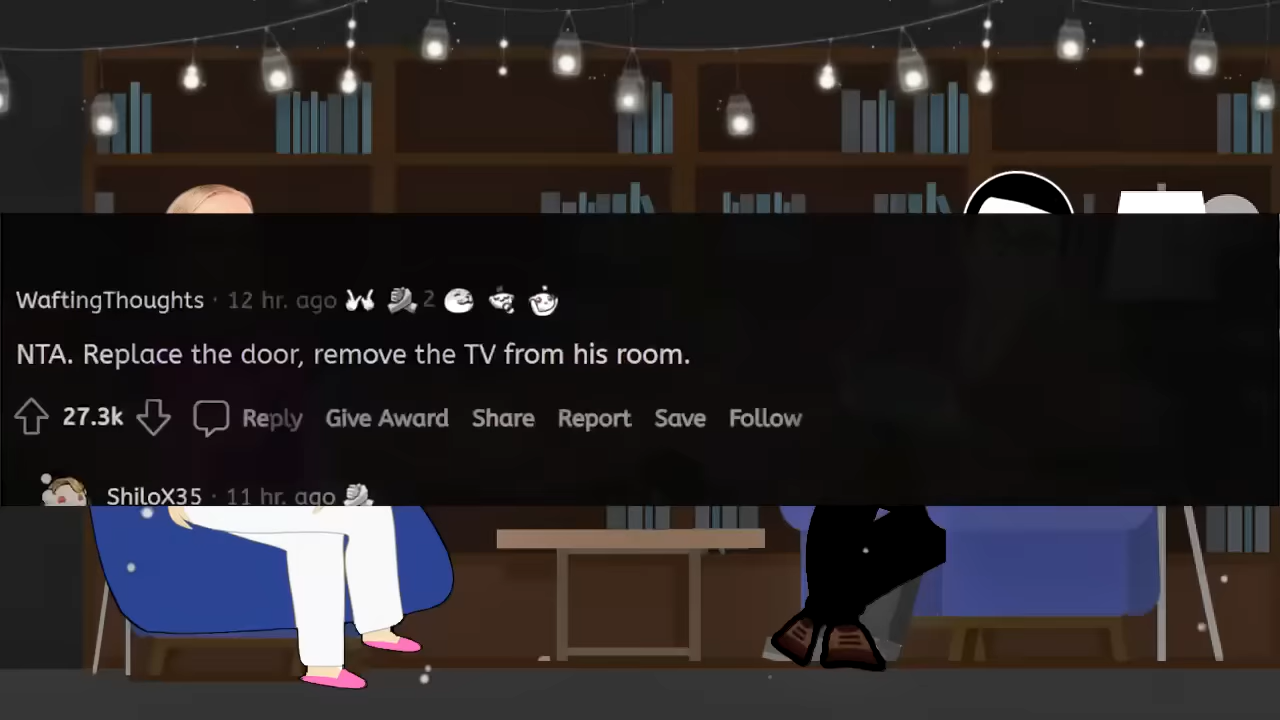 WaftingThoughts · 12 hr. ago 2
NTA. Replace the door, remove the TV from his room.
27.3k Reply Give Award Share Report Save Follow
ShiloX35 · 11 hr. ago